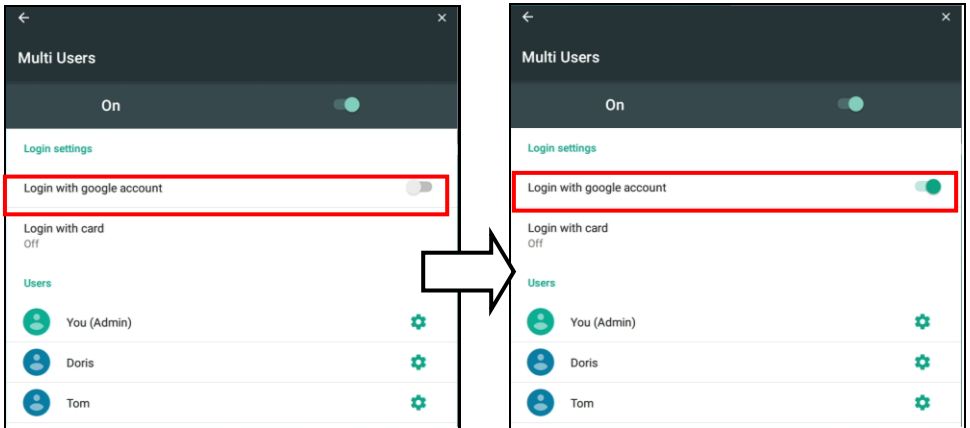 Multi Users
On
Login settings
Login with google account
Login with card
Off
Users
You (Admin)
Doris
Tom
Multi Users
On
Login settings
Login with google account
Login with card
Off
Users
You (Admin)
Doris
Tom